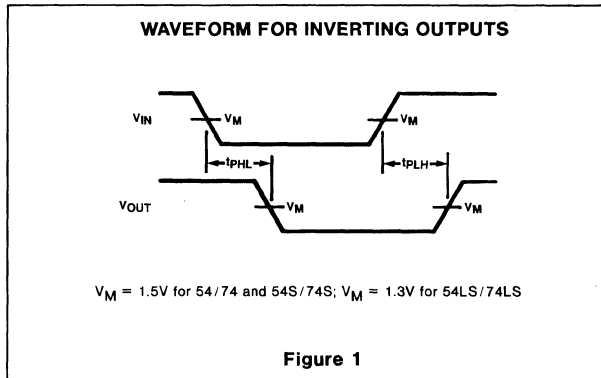 WAVEFORM FOR INVERTING OUTPUTS
VIN
VM
VM
tPHL
tPLH
VOUT
VM
VM
VM = 1.5V for 54/74 and 54S/74S; VM = 1.3V for 54LS/74LS
Figure 1